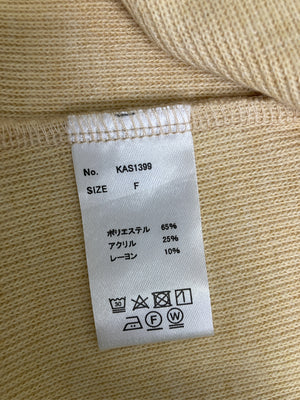 No. KAS1399
SIZE F
ポリエステル 65%
アクリル 25%
レーヨン 10%
30
F W